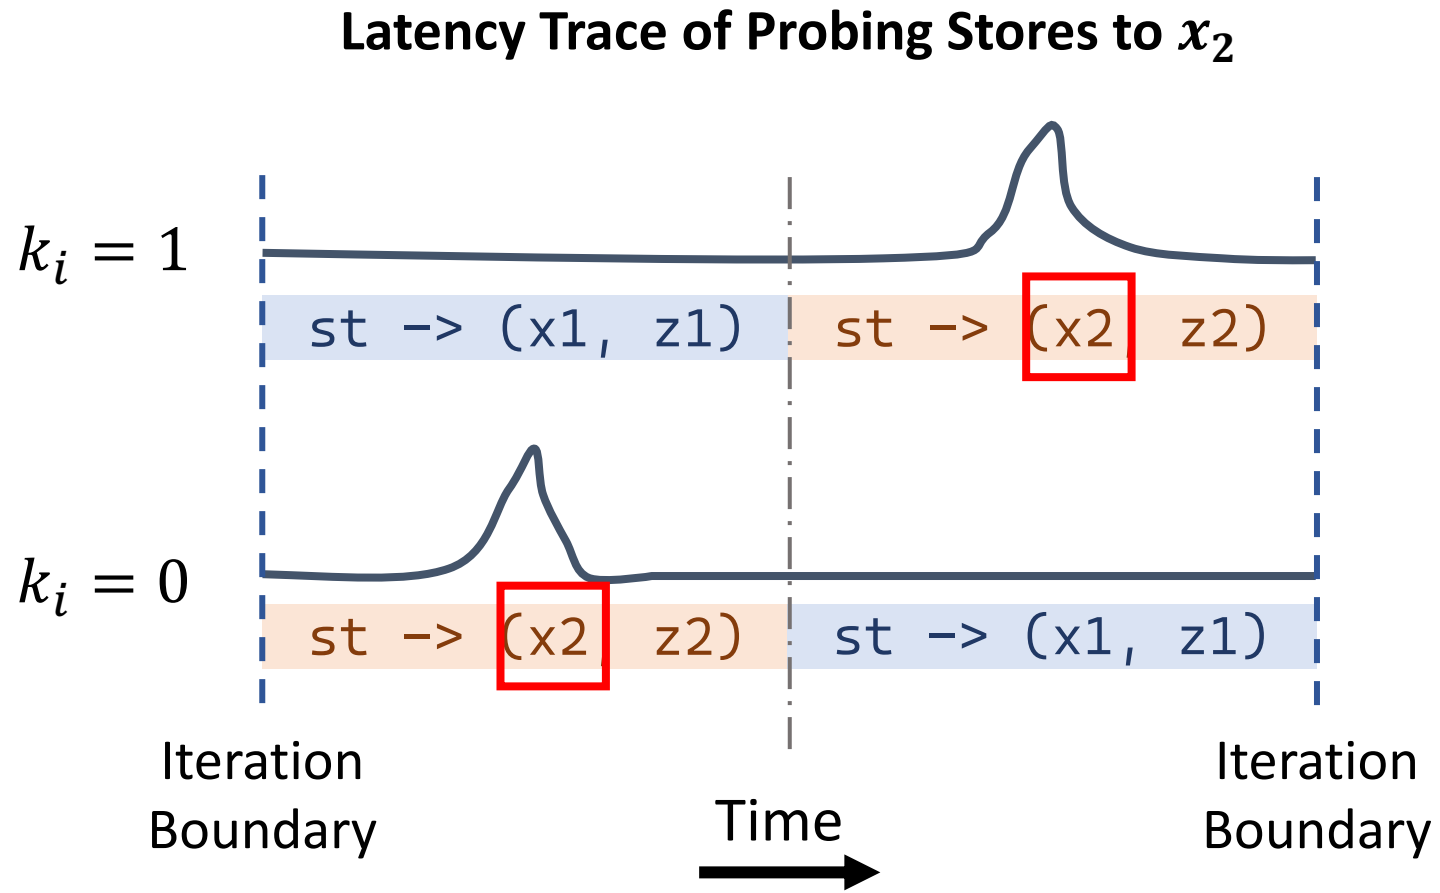 Latency Trace of Probing Stores to x₂
kᵢ = 1
st -> (x1, z1)
st -> (x2, z2)
kᵢ = 0
st -> (x2, z2)
st -> (x1, z1)
Iteration
Boundary
Time
Iteration
Boundary